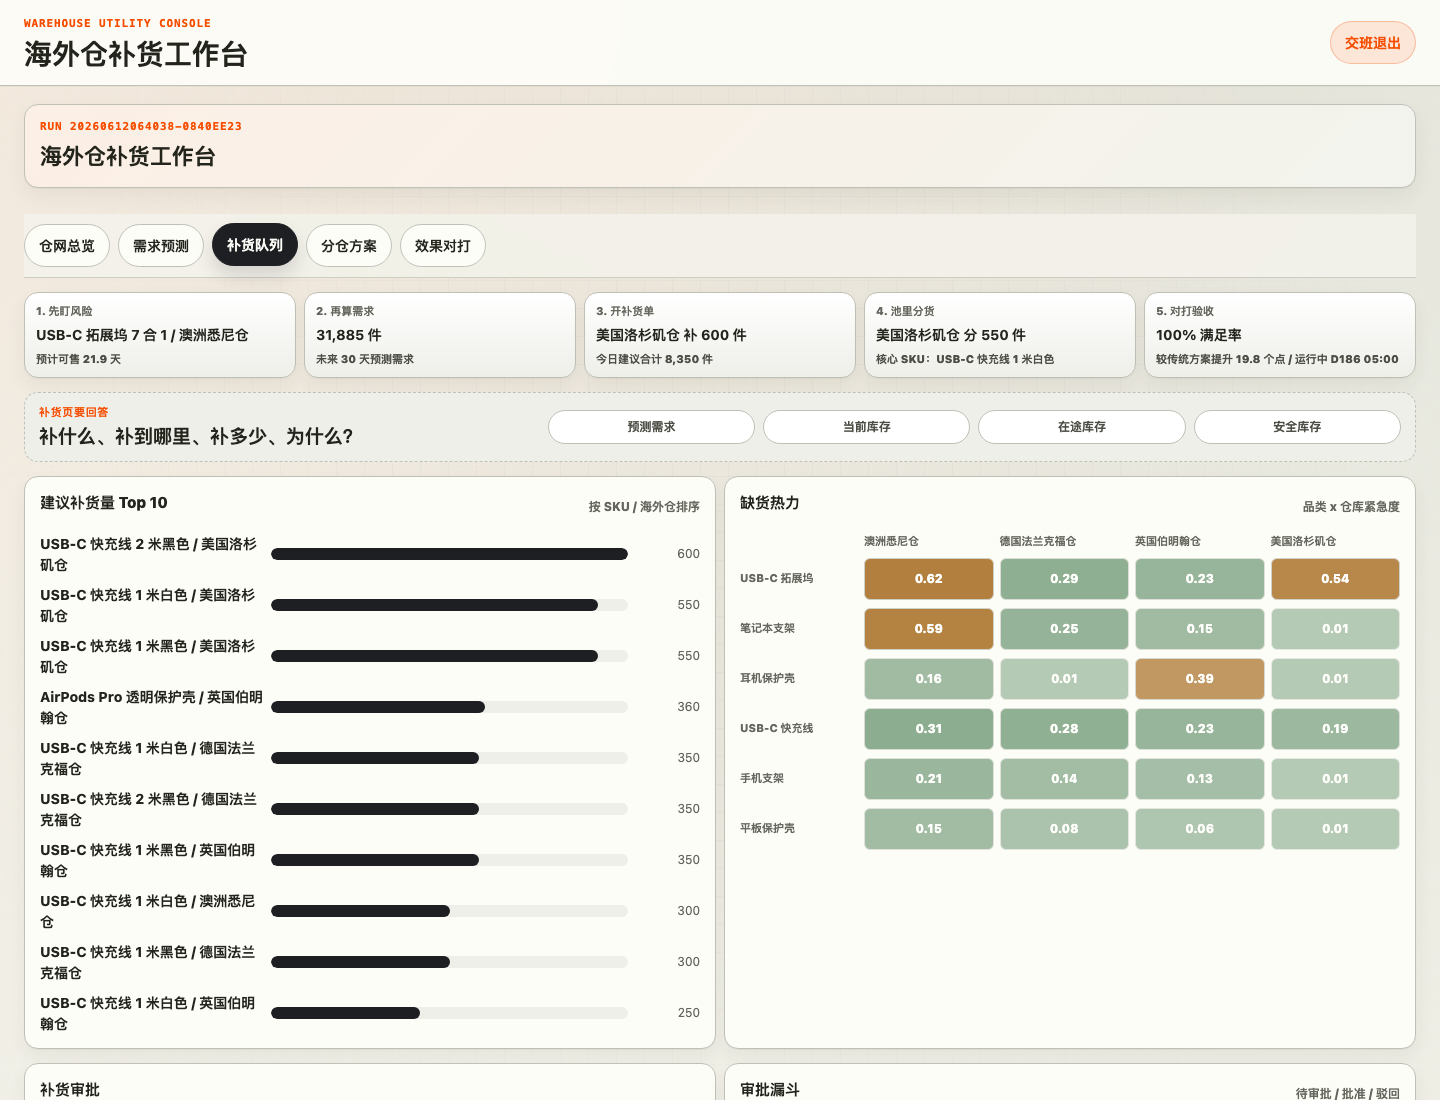 WAREHOUSE UTILITY CONSOLE
海外仓补货工作台
交班退出
RUN 20260612064038-0840EE23
海外仓补货工作台
仓网总览
需求预测
补货队列
分仓方案
效果对打
1. 先盯风险
USB-C 拓展坞 7 合 1 / 澳洲悉尼仓
预计可售 21.9 天
2. 再算需求
31,885 件
未来 30 天预测需求
3. 开补货单
美国洛杉矶仓 补 600 件
今日建议合计 8,350 件
4. 池里分货
美国洛杉矶仓 分 550 件
核心 SKU：USB-C 快充线 1 米白色
5. 对打验收
100% 满足率
较传统方案提升 19.8 个点 / 运行中 D186 05:00
补货页要回答
补什么、补到哪里、补多少、为什么?
预测需求
当前库存
在途库存
安全库存
建议补货量 Top 10
按 SKU / 海外仓排序
USB-C 快充线 2 米黑色 / 美国洛杉
矶仓
600
USB-C 快充线 1 米白色 / 美国洛杉
矶仓
550
USB-C 快充线 1 米黑色 / 美国洛杉
矶仓
550
AirPods Pro 透明保护壳 / 英国伯明
翰仓
360
USB-C 快充线 1 米白色 / 德国法兰
克福仓
350
USB-C 快充线 2 米黑色 / 德国法兰
克福仓
350
USB-C 快充线 1 米黑色 / 英国伯明
翰仓
350
USB-C 快充线 1 米白色 / 澳洲悉尼
仓
300
USB-C 快充线 1 米黑色 / 德国法兰
克福仓
300
USB-C 快充线 1 米白色 / 英国伯明
翰仓
250
缺货热力
品类 x 仓库紧急度
澳洲悉尼仓 德国法兰克福仓 英国伯明翰仓 美国洛杉矶仓
USB-C 拓展坞 0.62 0.29 0.23 0.54
笔记本支架 0.59 0.25 0.15 0.01
耳机保护壳 0.16 0.01 0.39 0.01
USB-C 快充线 0.31 0.28 0.23 0.19
手机支架 0.21 0.14 0.13 0.01
平板保护壳 0.15 0.08 0.06 0.01
补货审批
审批漏斗
待审批 / 批准 / 驳回